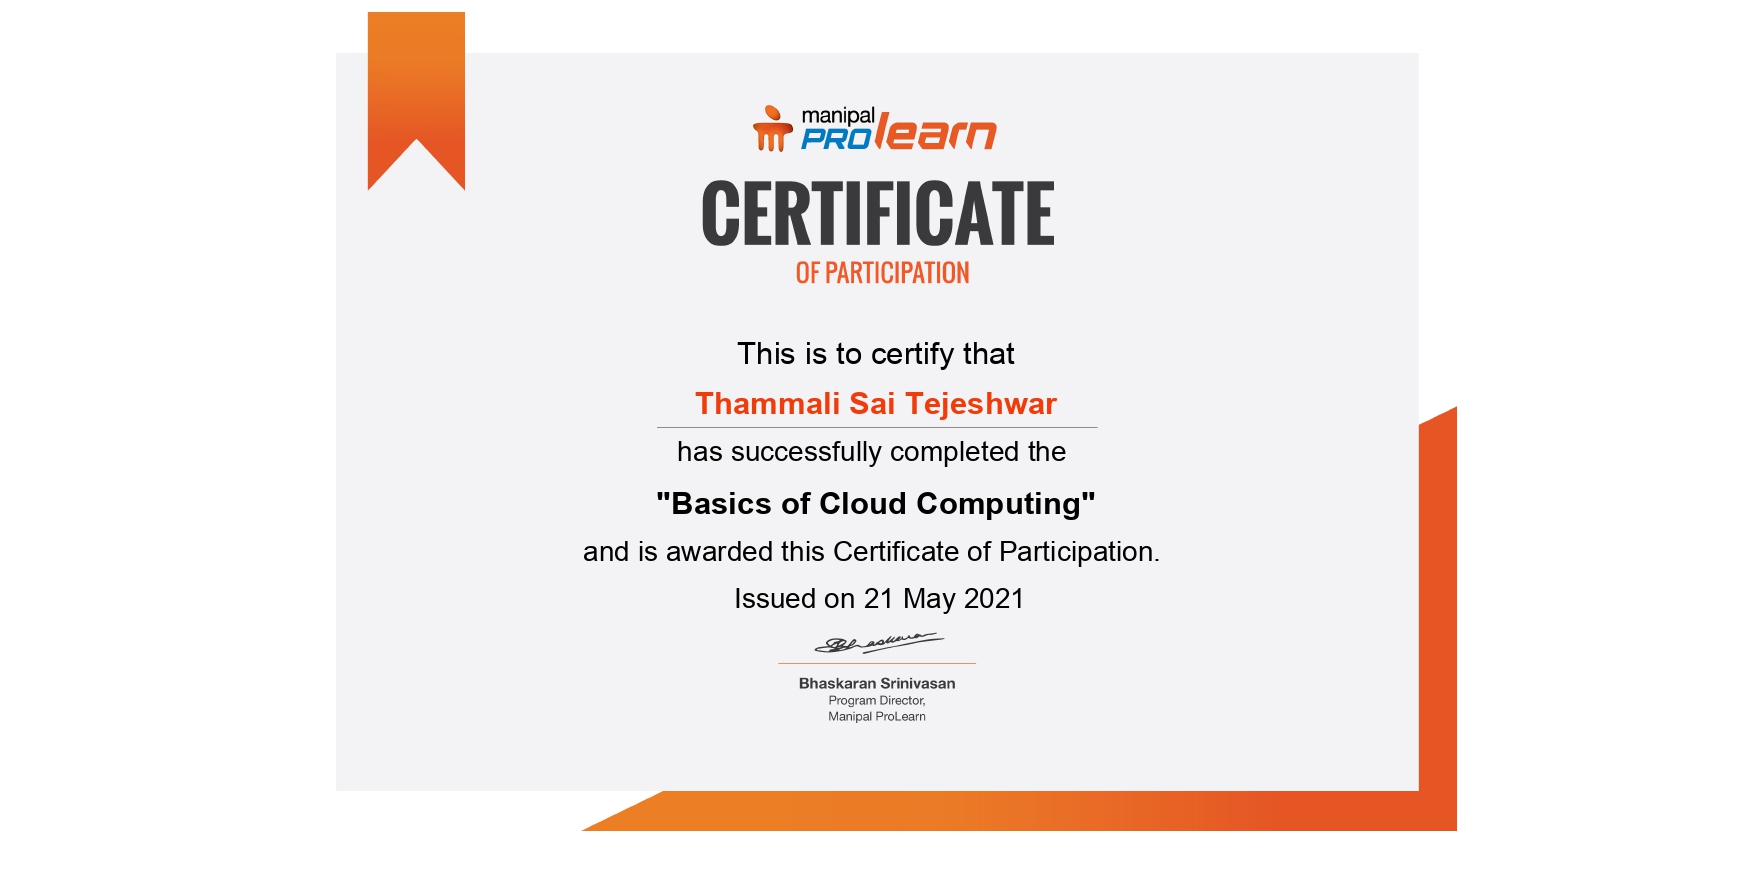 manipal
PROlearn
CERTIFICATE
OF PARTICIPATION
This is to certify that
Thammali Sai Tejeshwar
has successfully completed the
"Basics of Cloud Computing"
and is awarded this Certificate of Participation.
Issued on 21 May 2021
Bhaskaran
Bhaskaran Srinivasan
Program Director,
Manipal ProLearn